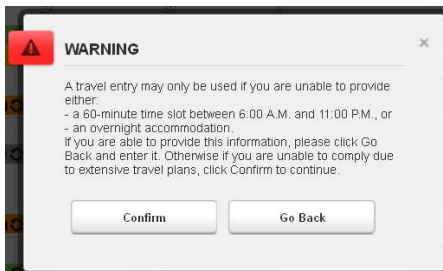 WARNING
×
A travel entry may only be used if you are unable to provide
either:
- a 60-minute time slot between 6:00 A.M. and 11:00 P.M., or
- an overnight accommodation.
If you are able to provide this information, please click Go
Back and enter it. Otherwise if you are unable to comply due
to extensive travel plans, click Confirm to continue.
Confirm Go Back